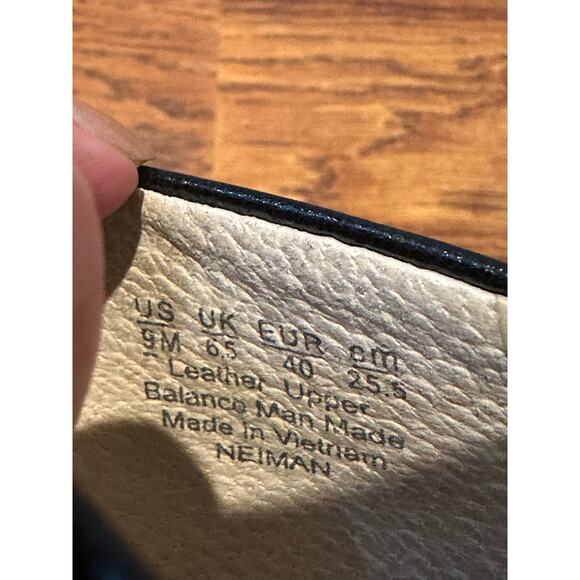 US UK EUR cm
9M 6.5 40 25.5
Leather Upper
Balance Man Made
Made in Vietnam
NEIMAN